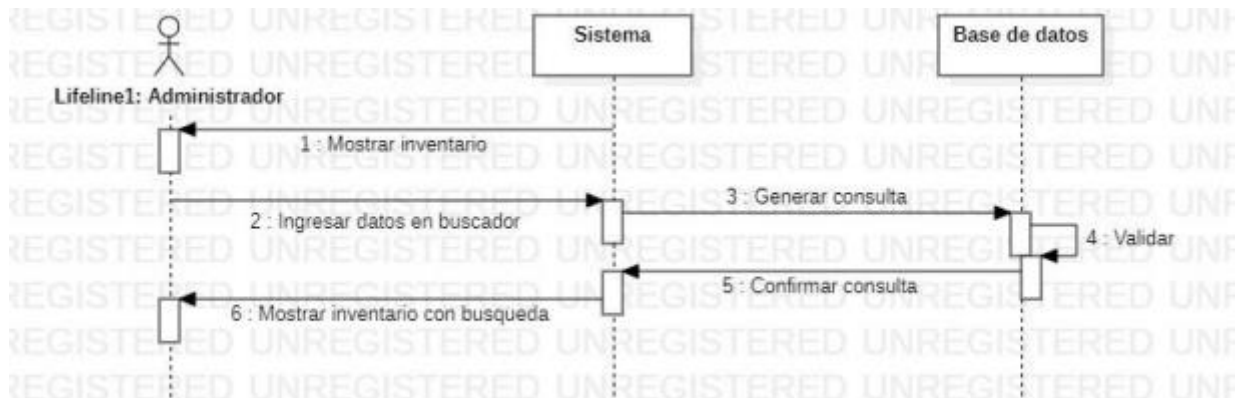 Sistema
Base de datos
Lifeline1: Administrador
1 : Mostrar inventario
2 : Ingresar datos en buscador
3 : Generar consulta
4 : Validar
5 : Confirmar consulta
6 : Mostrar inventario con busqueda
UNREGISTERED